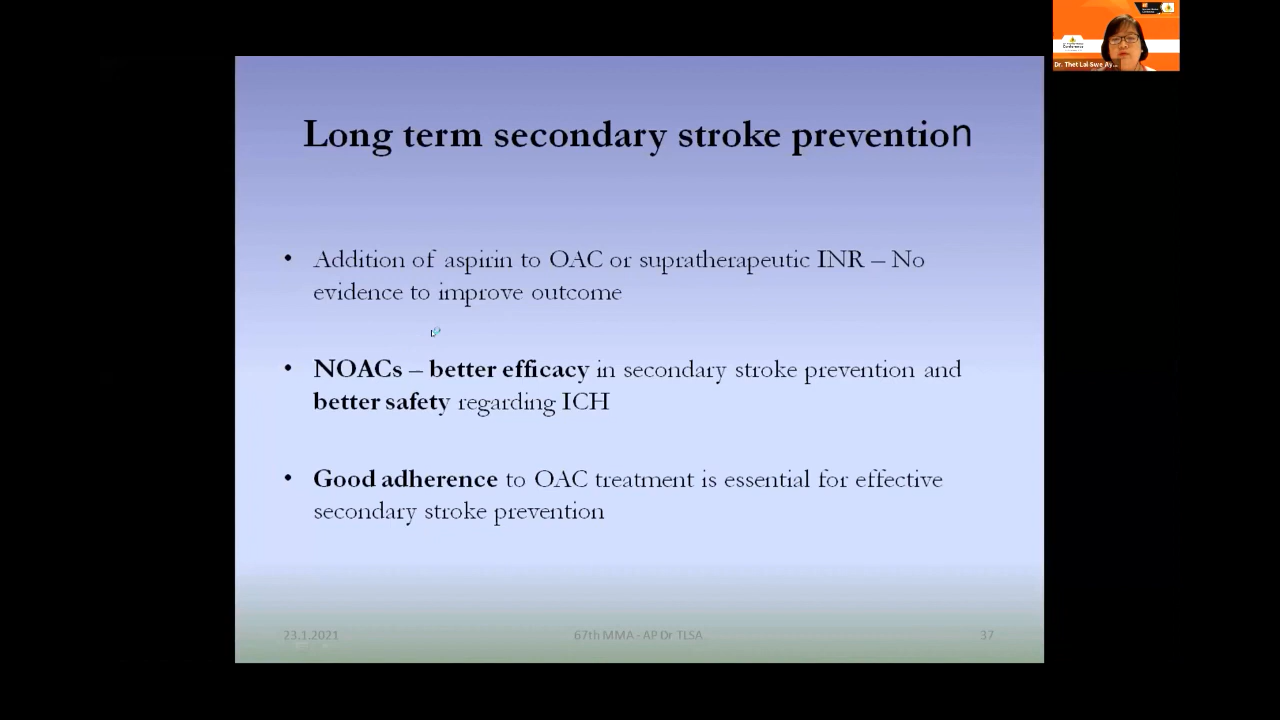 Long term secondary stroke prevention
• Addition of aspirin to OAC or supratherapeutic INR – No
evidence to improve outcome
• NOACs – better efficacy in secondary stroke prevention and
better safety regarding ICH
• Good adherence to OAC treatment is essential for effective
secondary stroke prevention
23.1.2021
67th MMA - AP Dr TLSA
37
Conference
Dr. Thet Lai Swe Ay...